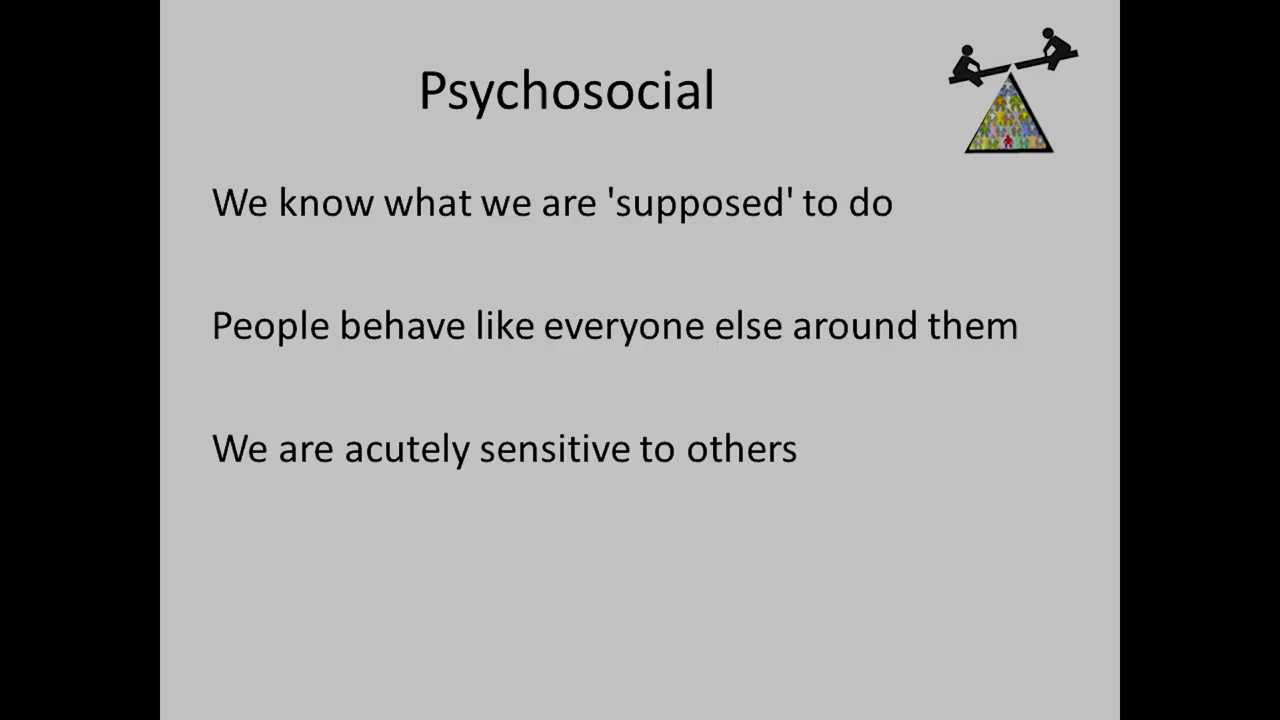 Psychosocial
We know what we are 'supposed' to do
People behave like everyone else around them
We are acutely sensitive to others